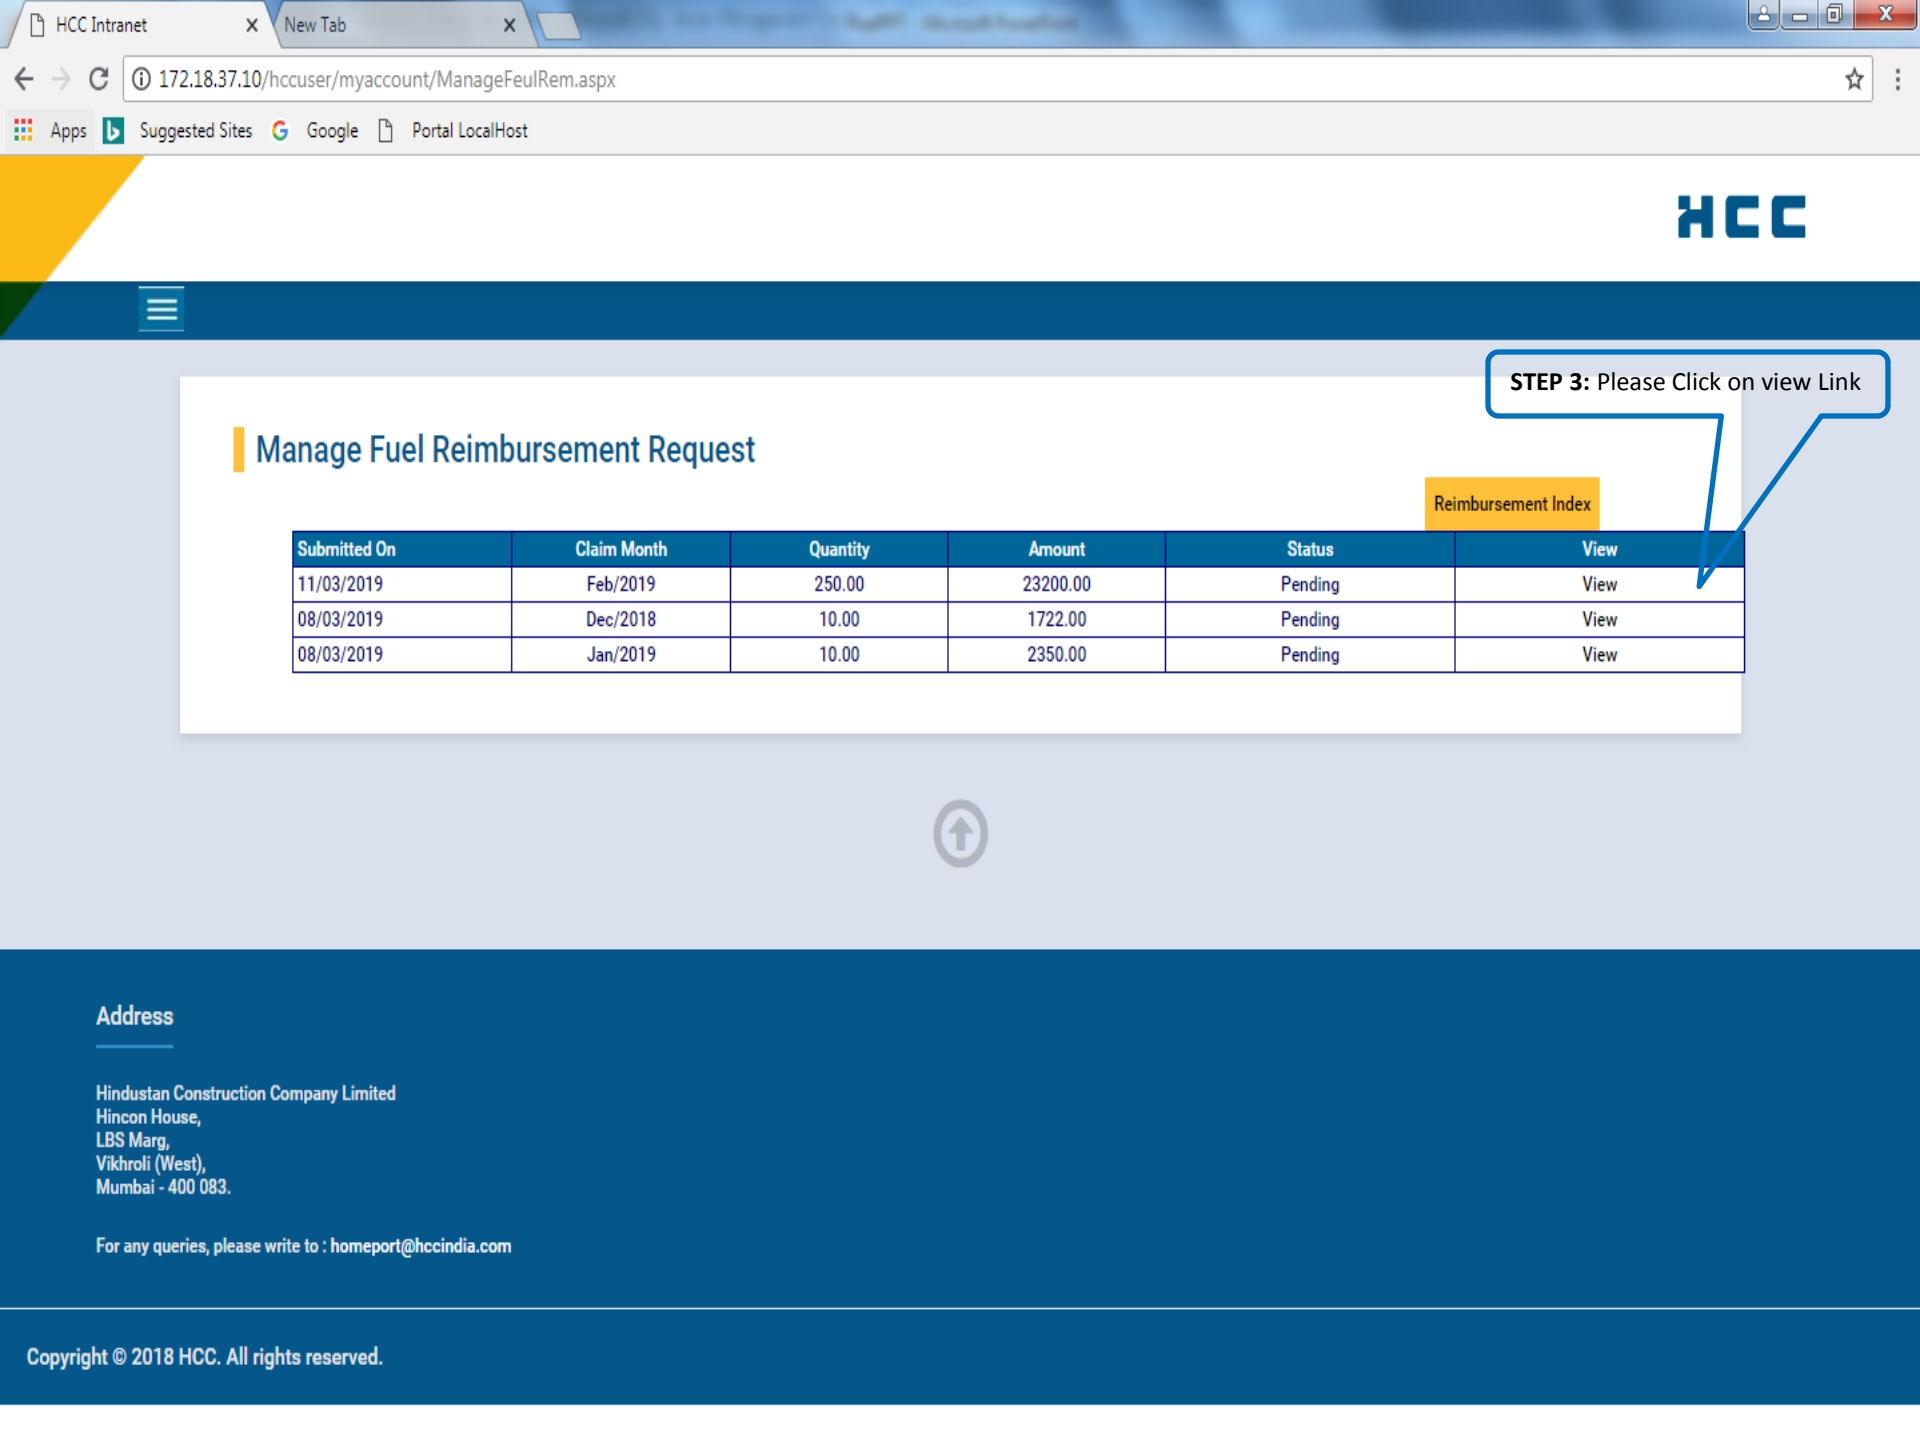 HCC Intranet
New Tab
172.18.37.10/hccuser/myaccount/ManageFeulRem.aspx
Apps Suggested Sites Google Portal LocalHost
HCC
STEP 3: Please Click on view Link
Manage Fuel Reimbursement Request
Reimbursement Index
Submitted On Claim Month Quantity Amount Status View
11/03/2019 Feb/2019 250.00 23200.00 Pending View
08/03/2019 Dec/2018 10.00 1722.00 Pending View
08/03/2019 Jan/2019 10.00 2350.00 Pending View
Address
Hindustan Construction Company Limited
Hincon House,
LBS Marg,
Vikhroli (West),
Mumbai - 400 083.
For any queries, please write to : homeport@hccindia.com
Copyright © 2018 HCC. All rights reserved.